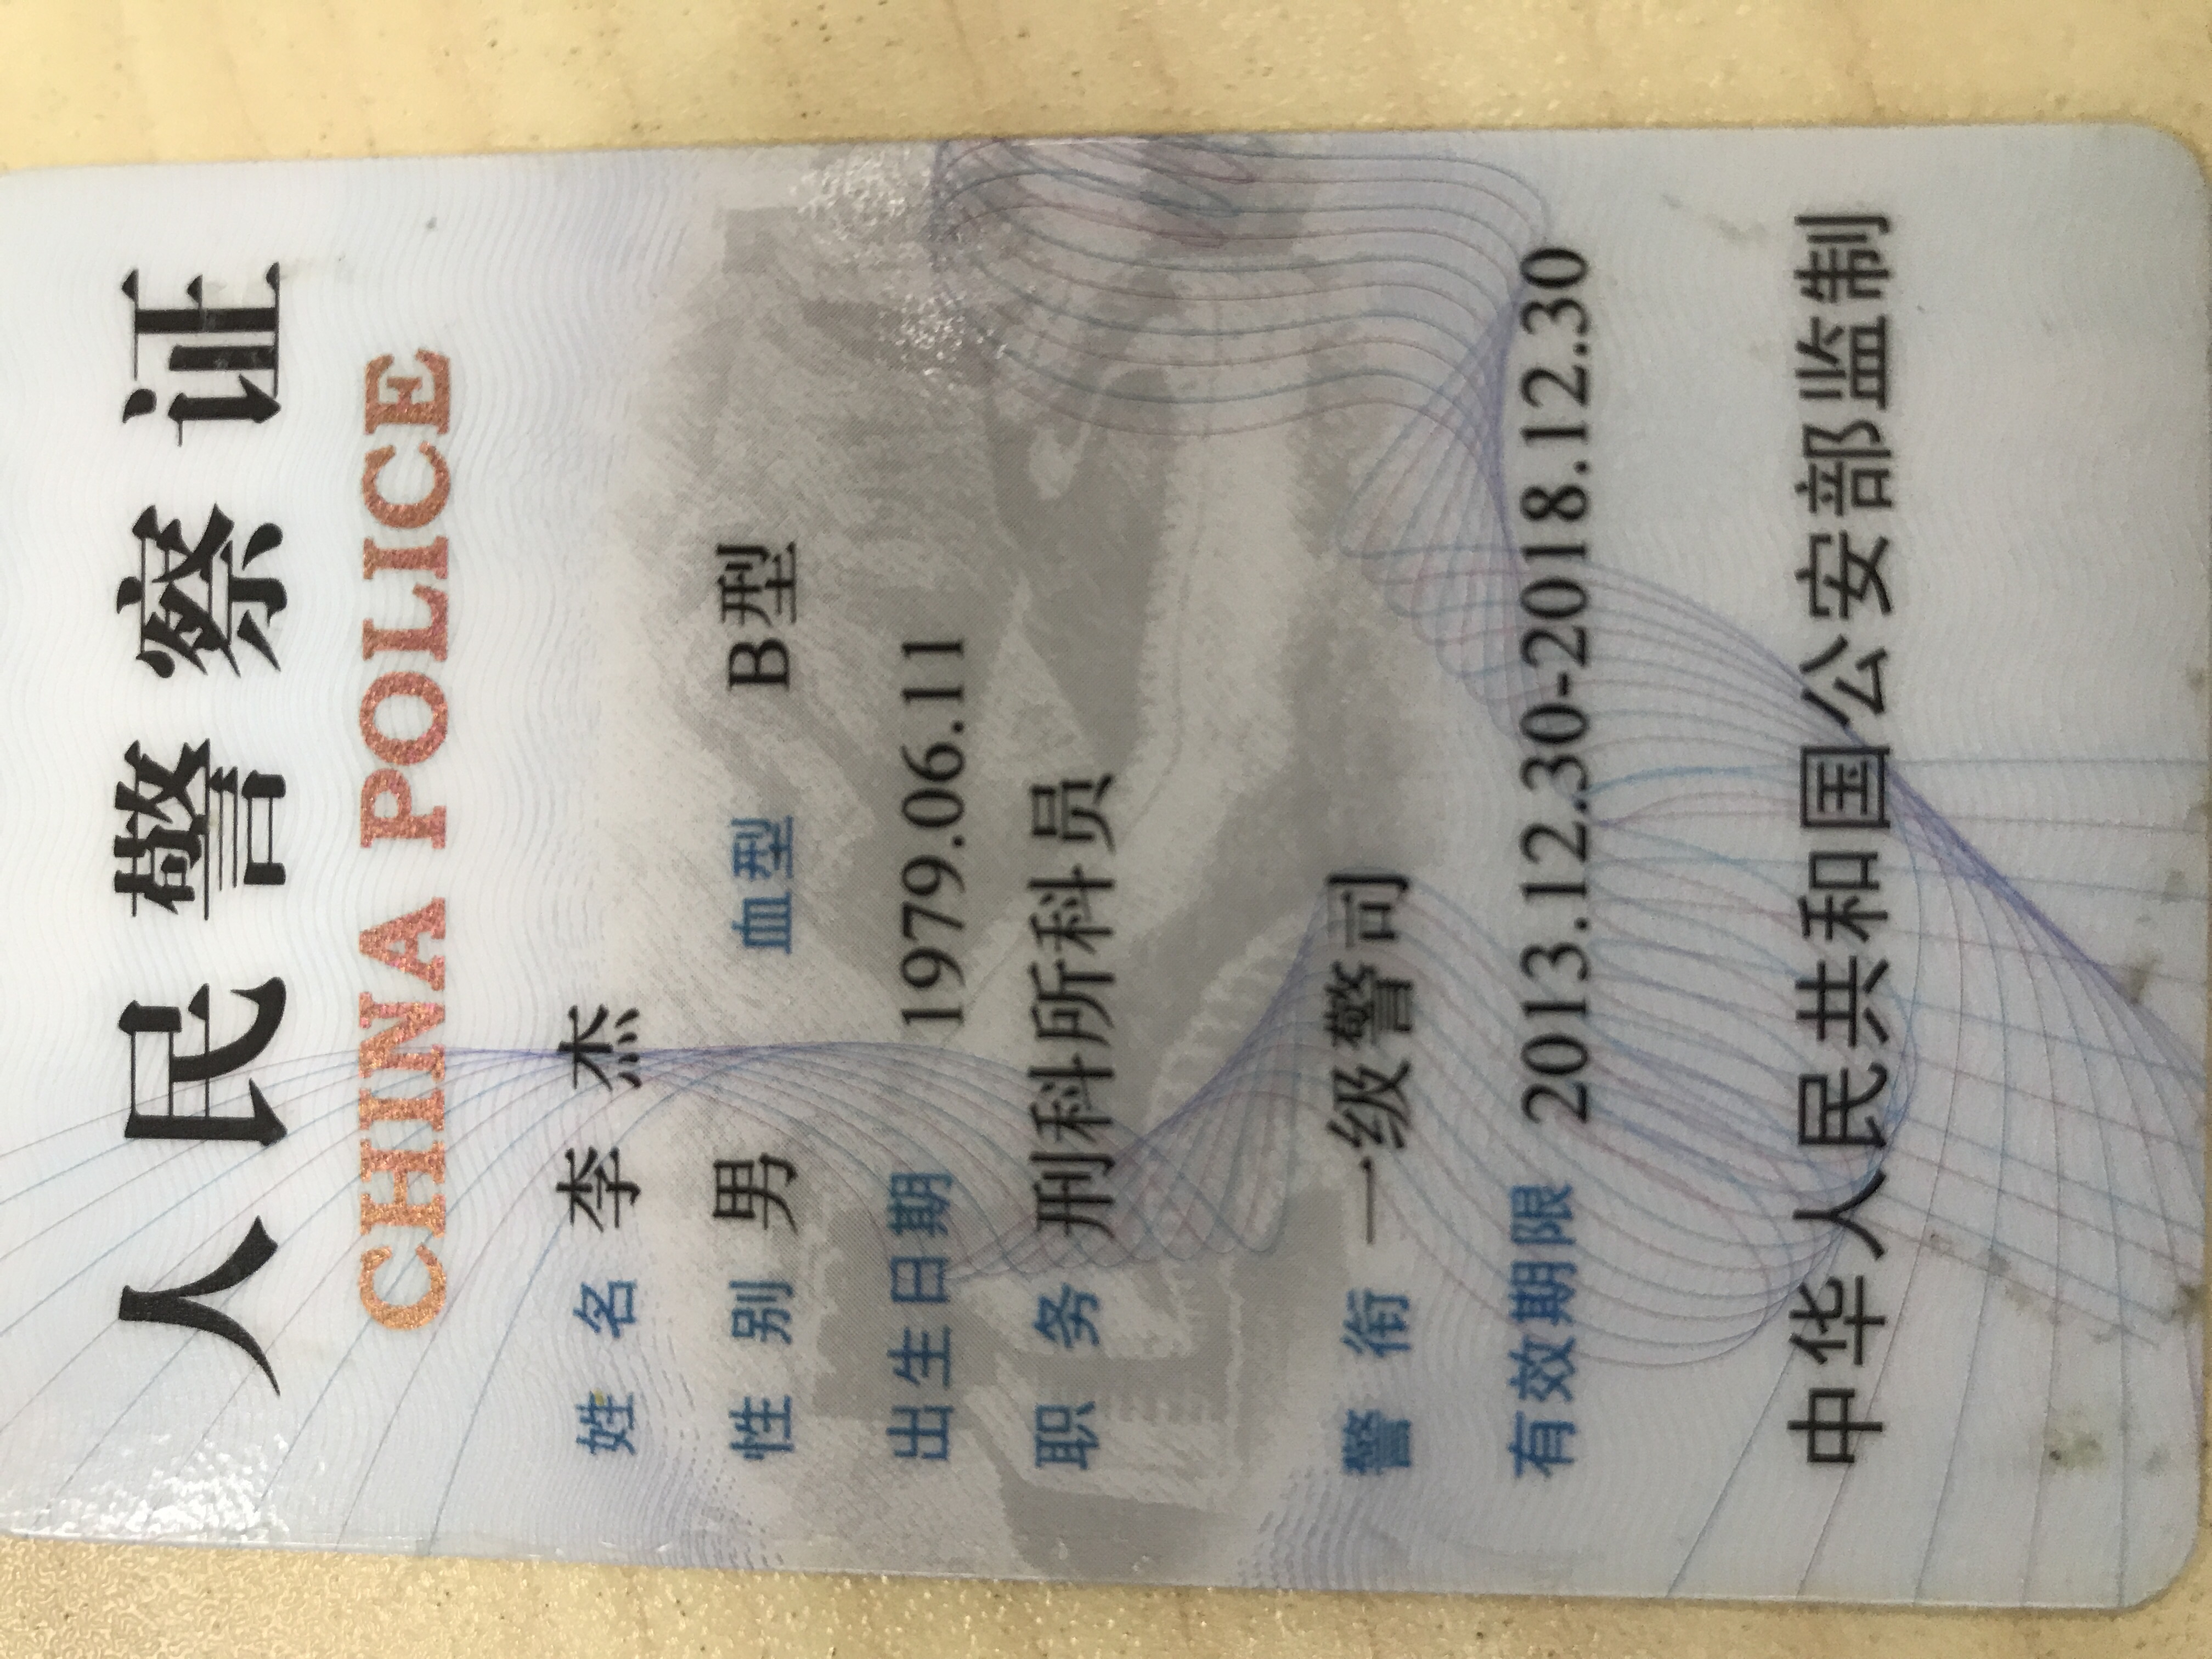 人民警察证
CHINA POLICE
姓 名 李 杰
性 别 男 血型 B型
出生日期 1979.06.11
职 务 刑科所科员
警 衔 一级警司
有效期限 2013.12.30-2018.12.30
中华人民共和国公安部监制